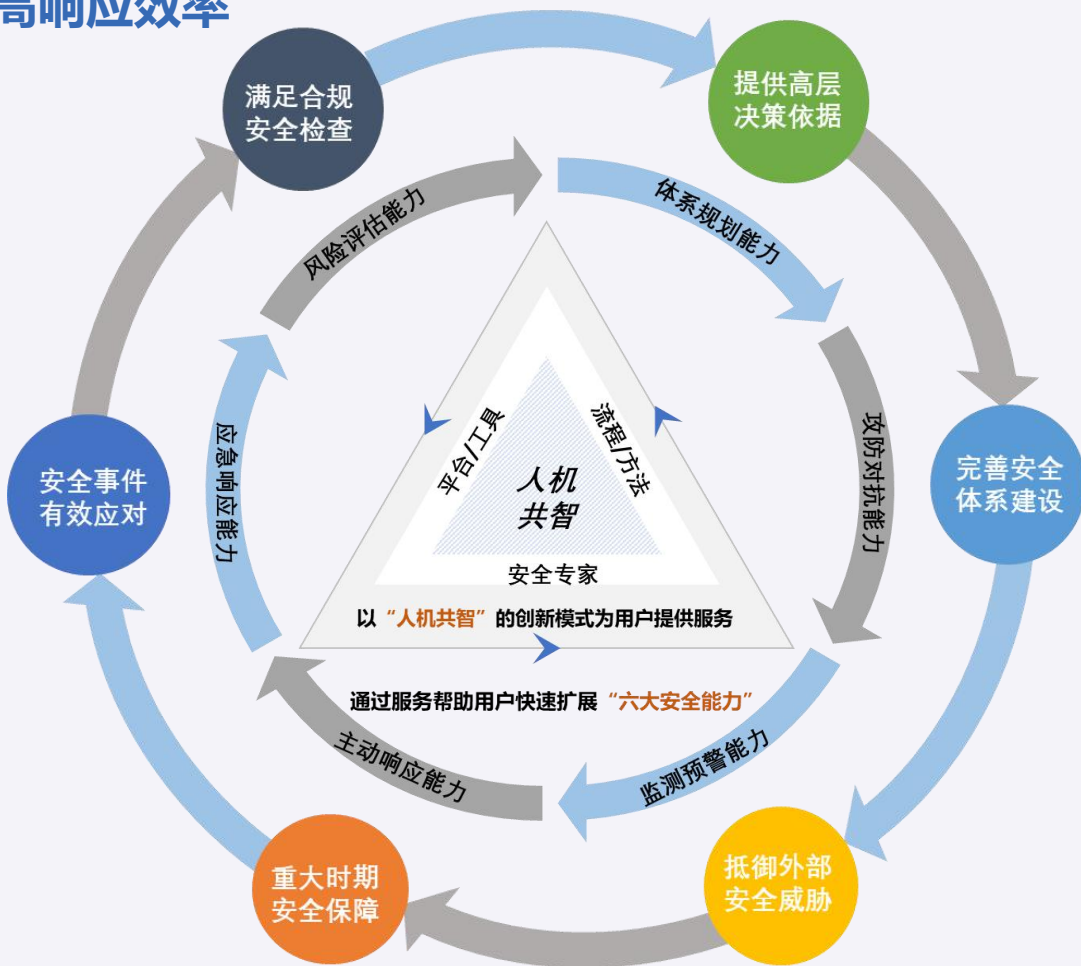 高响应效率
满足合规
安全检查
提供高层
决策依据
风险评估能力
体系规划能力
平台/工具
流程/方法
应急响应能力
攻防对抗能力
人机
共智
安全事件
有效应对
完善安全
体系建设
安全专家
以“人机共智”的创新模式为用户提供服务
通过服务帮助用户快速扩展“六大安全能力”
主动响应能力
监测预警能力
重大时期
安全保障
抵御外部
安全威胁